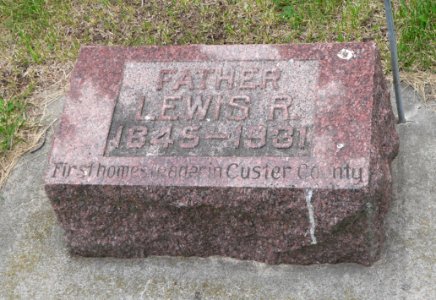 FATHER
LEWIS R.
1845-1931
First homesteader in Custer County